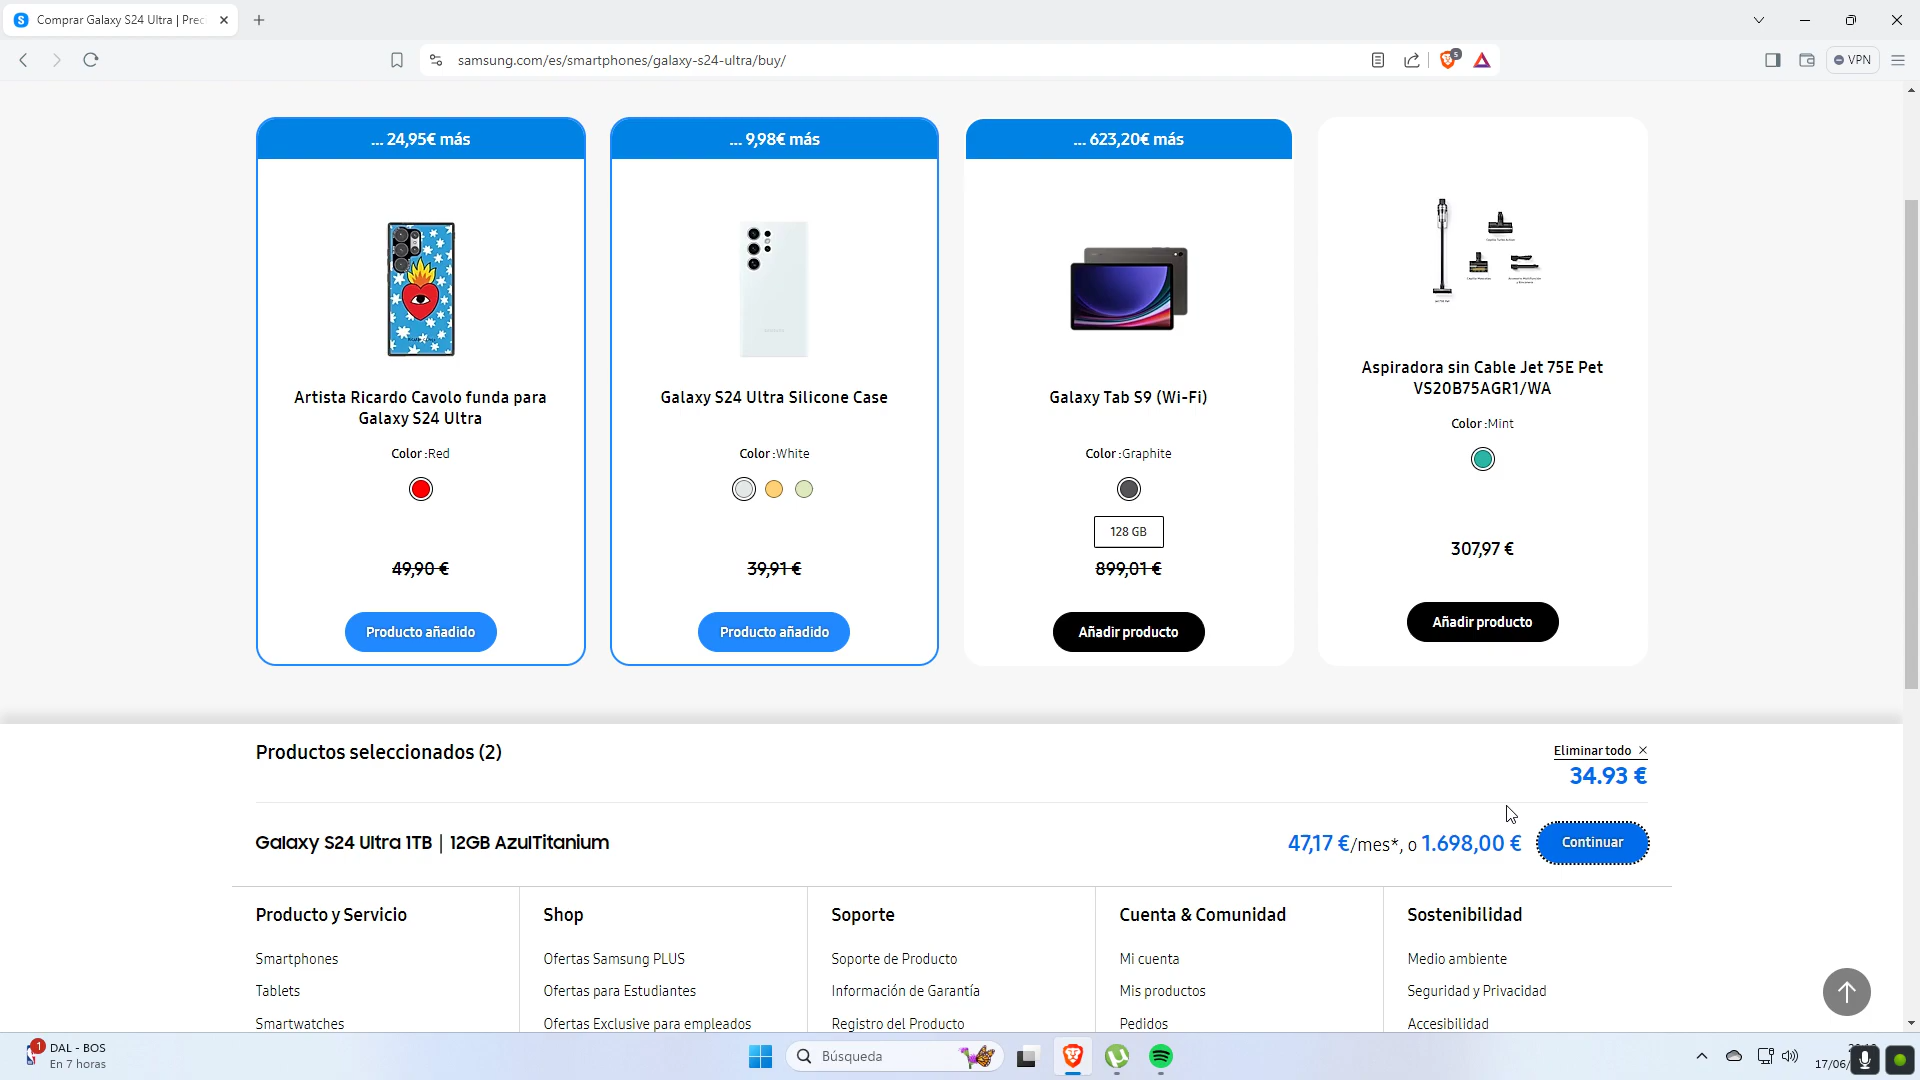 Comprar Galaxy S24 Ultra | Prec
samsung.com/es/smartphones/galaxy-s24-ultra/buy/
5
VPN
... 24,95€ más
... 9,98€ más
... 623,20€ más
Artista Ricardo Cavolo funda para
Galaxy S24 Ultra
Color :Red
49,90 €
Producto añadido
Galaxy S24 Ultra Silicone Case
Color :White
39,91 €
Producto añadido
Galaxy Tab S9 (Wi-Fi)
Color :Graphite
128 GB
899,01 €
Añadir producto
Aspiradora sin Cable Jet 75E Pet
VS20B75AGR1/WA
Color :Mint
307,97 €
Añadir producto
Productos seleccionados (2)
Eliminar todo
34.93 €
Galaxy S24 Ultra 1TB | 12GB AzulTitanium
47,17 €/mes*, o 1.698,00 €
Continuar
Producto y Servicio
Smartphones
Tablets
Smartwatches
Shop
Ofertas Samsung PLUS
Ofertas para Estudiantes
Ofertas Exclusive para empleados
Soporte
Soporte de Producto
Información de Garantía
Registro del Producto
Cuenta & Comunidad
Mi cuenta
Mis productos
Pedidos
Sostenibilidad
Medio ambiente
Seguridad y Privacidad
Accesibilidad
1
DAL - BOS
En 7 horas
Búsqueda
17/06/